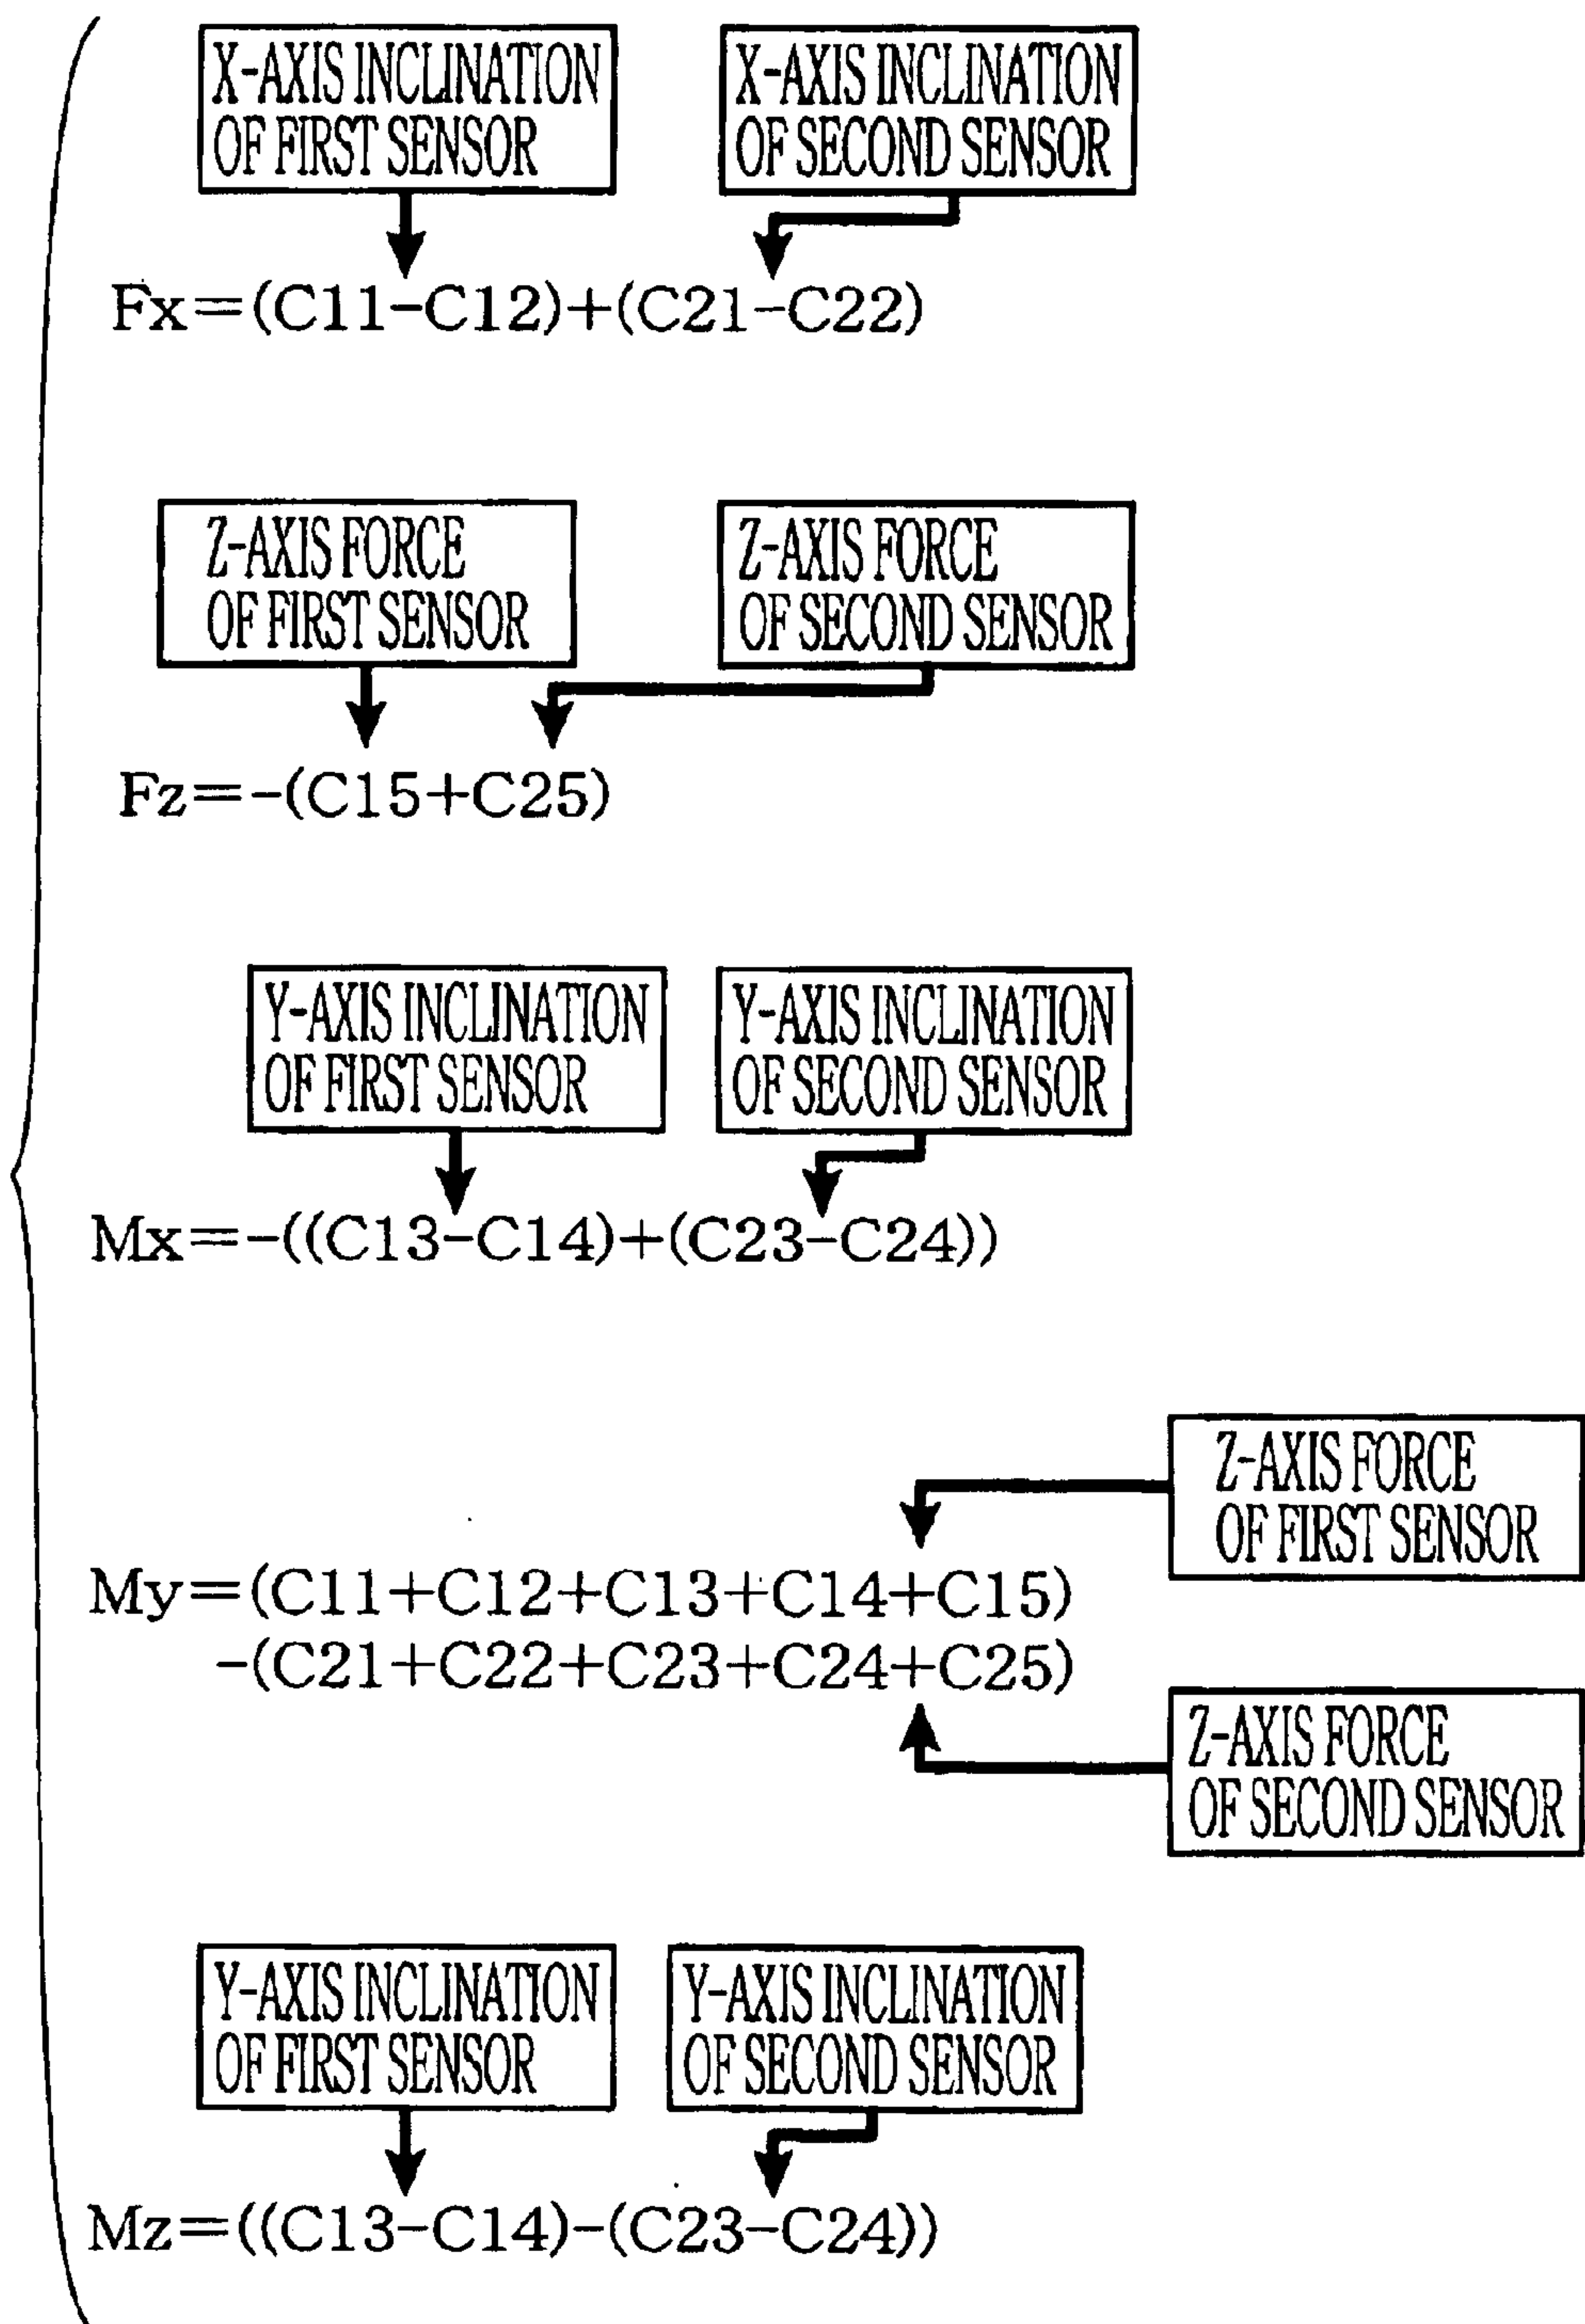 X-AXIS INCLINATION
OF FIRST SENSOR
X-AXIS INCLINATION
OF SECOND SENSOR
Fx=(C11-C12)+(C21-C22)
Z-AXIS FORCE
OF FIRST SENSOR
Z-AXIS FORCE
OF SECOND SENSOR
Fz=-(C15+C25)
Y-AXIS INCLINATION
OF FIRST SENSOR
Y-AXIS INCLINATION
OF SECOND SENSOR
Mx=-((C13-C14)+(C23-C24))
Z-AXIS FORCE
OF FIRST SENSOR
My=(C11+C12+C13+C14+C15)
-(C21+C22+C23+C24+C25)
Z-AXIS FORCE
OF SECOND SENSOR
Y-AXIS INCLINATION
OF FIRST SENSOR
Y-AXIS INCLINATION
OF SECOND SENSOR
Mz=((C13-C14)-(C23-C24))